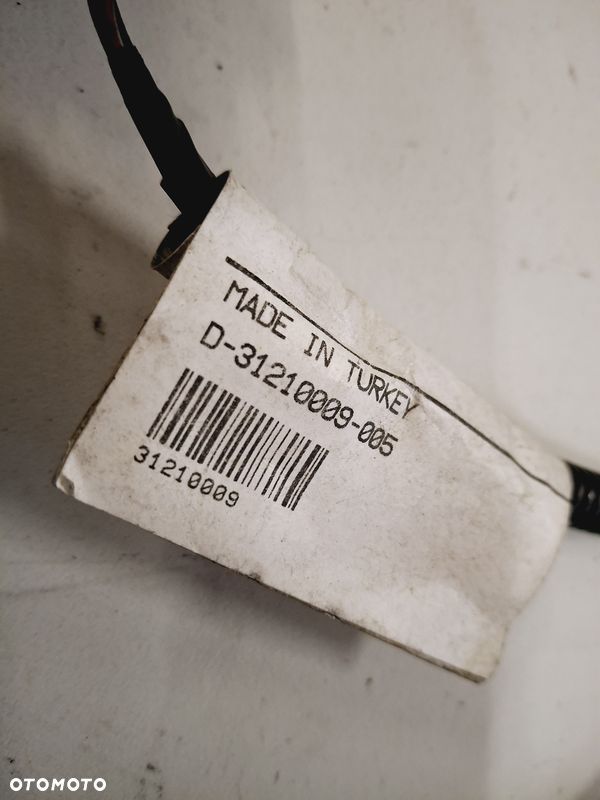 MADE IN TURKEY
D-31210009-005
31210009
OTOMOTO